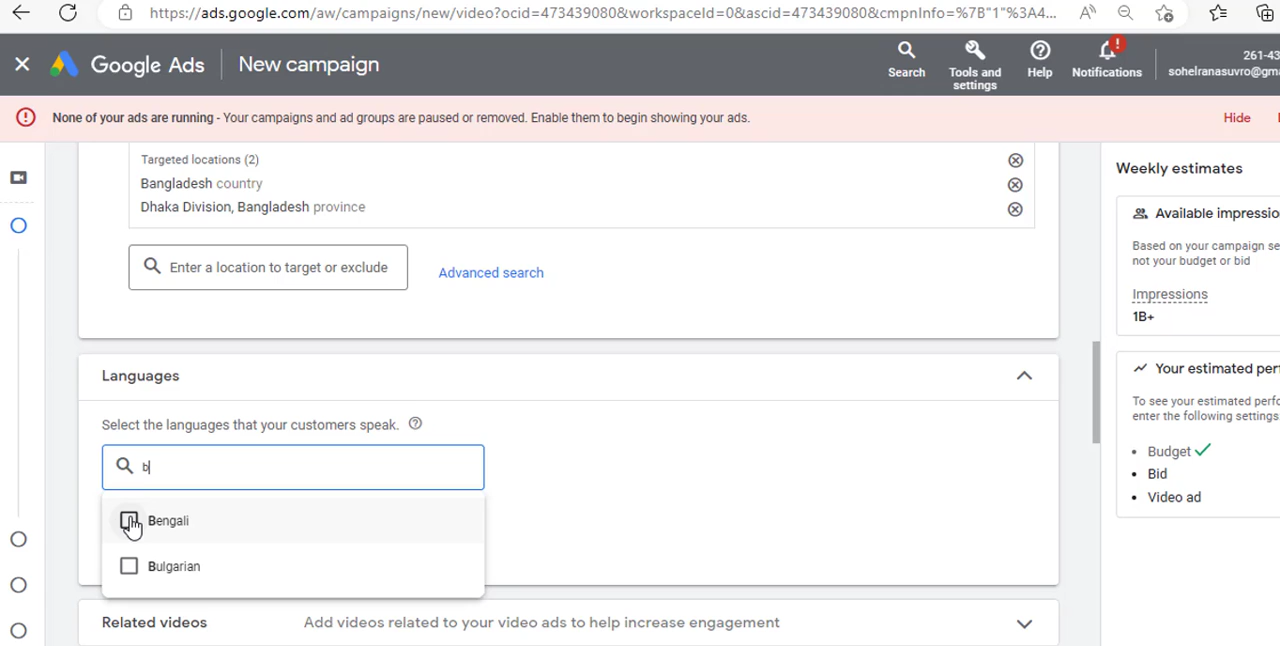 https://ads.google.com/aw/campaigns/new/video?ocid=473439080&workspaceId=0&ascid=473439080&cmpnInfo=%7B"1"%3A4...
Google Ads
New campaign
Search
Tools and settings
Help
Notifications
261-43
sohelranasuvro@gma
None of your ads are running - Your campaigns and ad groups are paused or removed. Enable them to begin showing your ads.
Hide
Targeted locations (2)
Bangladesh country
Dhaka Division, Bangladesh province
Enter a location to target or exclude
Advanced search
Languages
Select the languages that your customers speak.
b
Bengali
Bulgarian
Related videos
Add videos related to your video ads to help increase engagement
Weekly estimates
Available impressio
Based on your campaign se
not your budget or bid
Impressions
1B+
Your estimated perf
To see your estimated perfo
enter the following settings
• Budget
• Bid
• Video ad